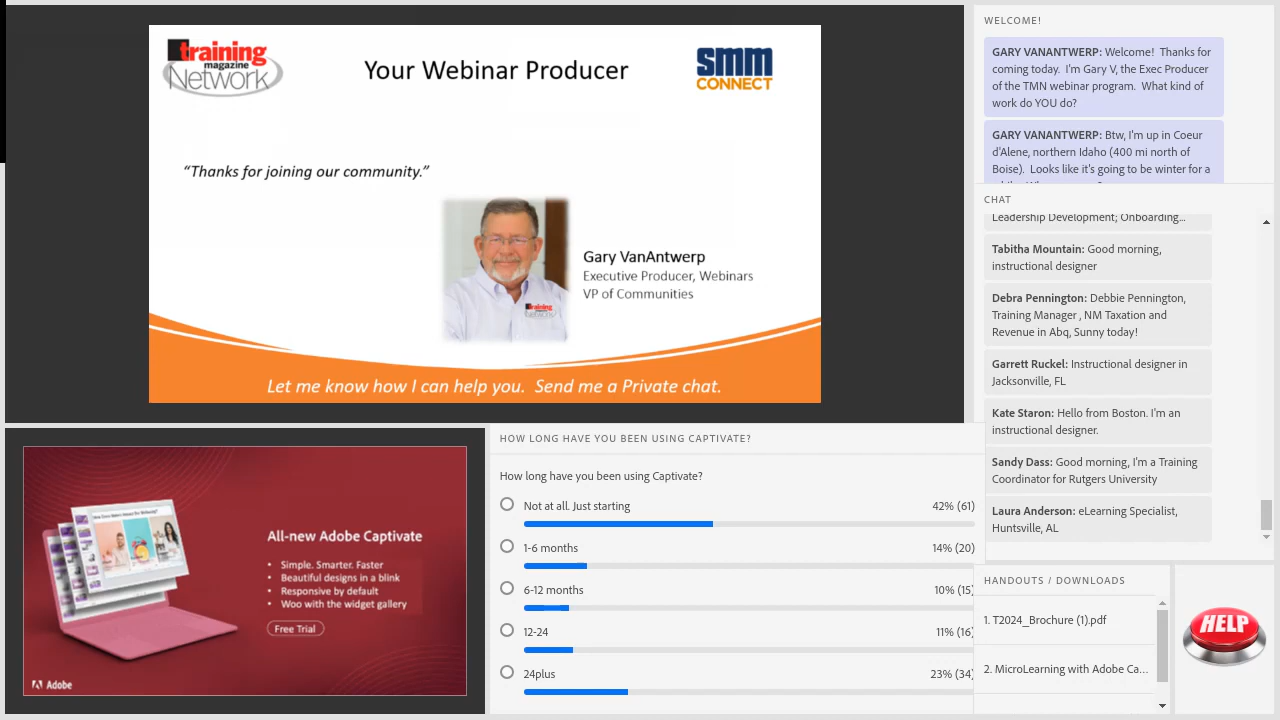 training
magazine
Network
Your Webinar Producer
smm
CONNECT
“Thanks for joining our community.”
Gary VanAntwerp
Executive Producer, Webinars
VP of Communities
Let me know how I can help you.  Send me a Private chat.
WELCOME!
GARY VANANTWERP: Welcome! Thanks for
coming today.  I'm Gary, the Exec Producer
of the TMN webinar program.  What kind of
work do YOU do?
GARY VANANTWERP: Btw, I'm up in Coeur
d'Alene, north Idaho, 400 mi north of
Boise.  Looks like it's going to be winter for a
CHAT
Leadership Development; Onboarding...
Tabitha Mountain: Good morning,
instructional designer
Debra Pennington: Debra Pennington,
Training Manager , NM Taxation and
Revenue in Abq, Sunny today!
Garrett Ruckel: Instructional designer in
Jacksonville, FL
Kate Staron: Hi from Houston. I'm an
instructional designer.
Sandy Dass: Good morning. I'm a Training
Coordinator for Rutgers University
Laura Anderson: eLearning Specialist,
Huntsville, AL
All-new Adobe Captivate
• Simple. Smarter. Faster
• Beautiful designs in a blink
• Responsive by default
• Woo with the widget gallery
Free Trial
Adobe
HOW LONG HAVE YOU BEEN USING CAPTIVATE?
How long have you been using Captivate?
Not at all. Just starting 42% (61)
1-6 months 14% (20)
6-12 months 10% (15)
12-24 11% (16)
24plus 23% (34)
HANDOUTS & DOWNLOADS
1. T2023_Brochure (1).pdf
2. MicroLearning with Adobe Ca...
HELP